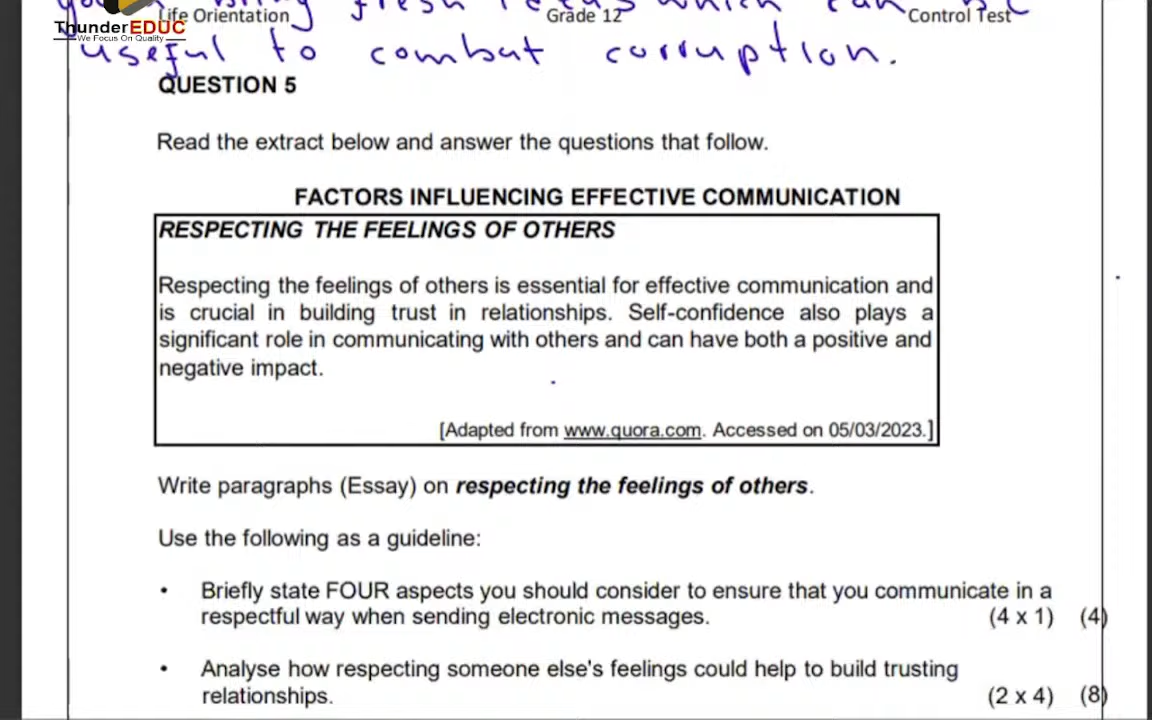 Life Orientation Grade 12 Control Test
ThunderEDUC
We Focus On Quality
useful to combat corruption.
QUESTION 5
Read the extract below and answer the questions that follow.
FACTORS INFLUENCING EFFECTIVE COMMUNICATION
RESPECTING THE FEELINGS OF OTHERS
Respecting the feelings of others is essential for effective communication and
is crucial in building trust in relationships. Self-confidence also plays a
significant role in communicating with others and can have both a positive and
negative impact.
[Adapted from www.quora.com. Accessed on 05/03/2023.]
Write paragraphs (Essay) on respecting the feelings of others.
Use the following as a guideline:
• Briefly state FOUR aspects you should consider to ensure that you communicate in a
respectful way when sending electronic messages. (4 x 1) (4)
• Analyse how respecting someone else's feelings could help to build trusting
relationships. (2 x 4) (8)